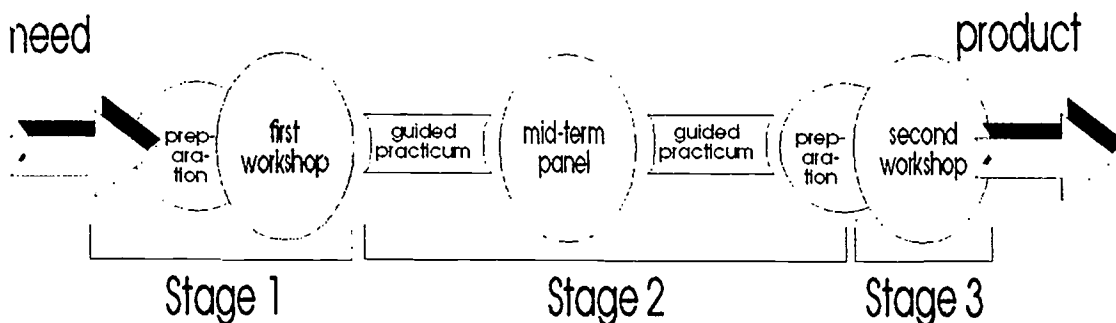 need
product
prep-
ara-
tion
first
workshop
guided
practicum
mid-term
panel
guided
practicum
prep-
ara-
tion
second
workshop
Stage 1
Stage 2
Stage 3